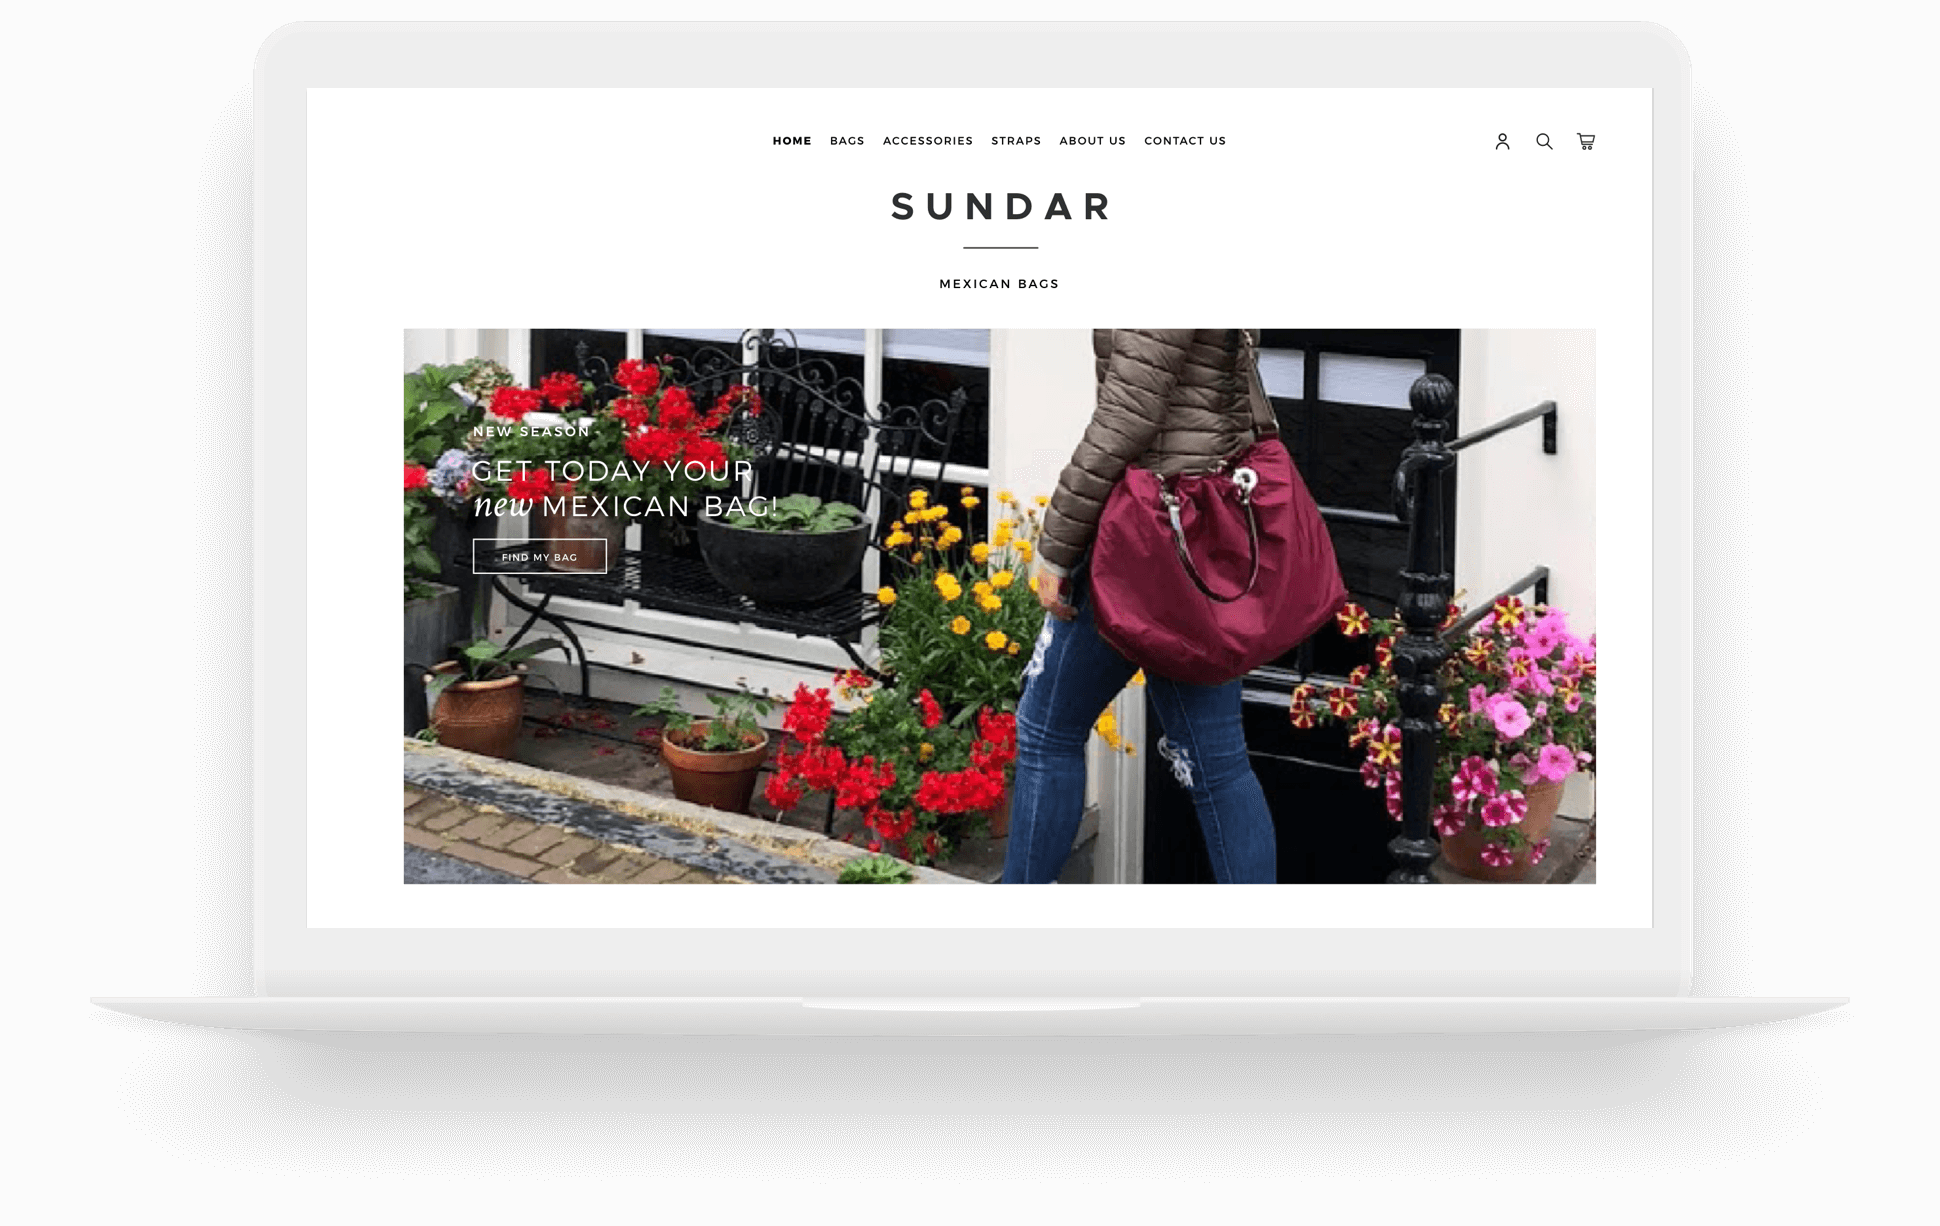 HOME BAGS ACCESSORIES STRAPS ABOUT US CONTACT US
SUNDAR
MEXICAN BAGS
NEW SEASON
GET TODAY YOUR
new MEXICAN BAG!
FIND MY BAG